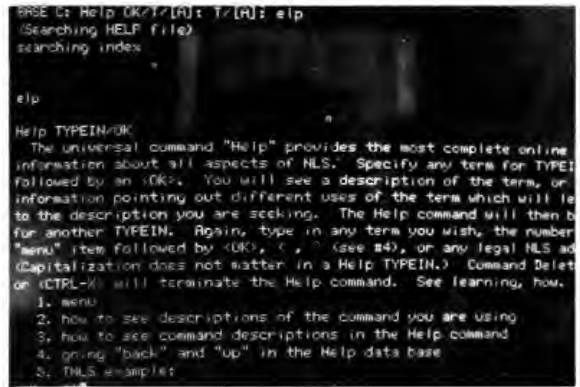 BASE C: Help OK/T/[A]: T/[A]: elp
(Searching HELP file)
searching index
elp
Help TYPEIN/OK
The universal command "Help" provides the most complete online
information about all aspects of NLS. Specify any term for TYPEI
followed by an <OK>. You will see a description of the term, or
information pointing out different uses of the term which will le
to the description you are seeking. The Help command will then b
for another TYPEIN. Again, type in any term you wish, the number
"menu" item followed by <OK>, < , ^ (see #4), or any legal NLS ad
(Capitalization does not matter in a Help TYPEIN.) Command Delet
or <CTRL-X> will terminate the Help command. See learning, how.
1. menu
2. how to see descriptions of the command you are using
3. how to see command descriptions in the Help command
4. going "back" and "up" in the Help data base
5. TNLS example: